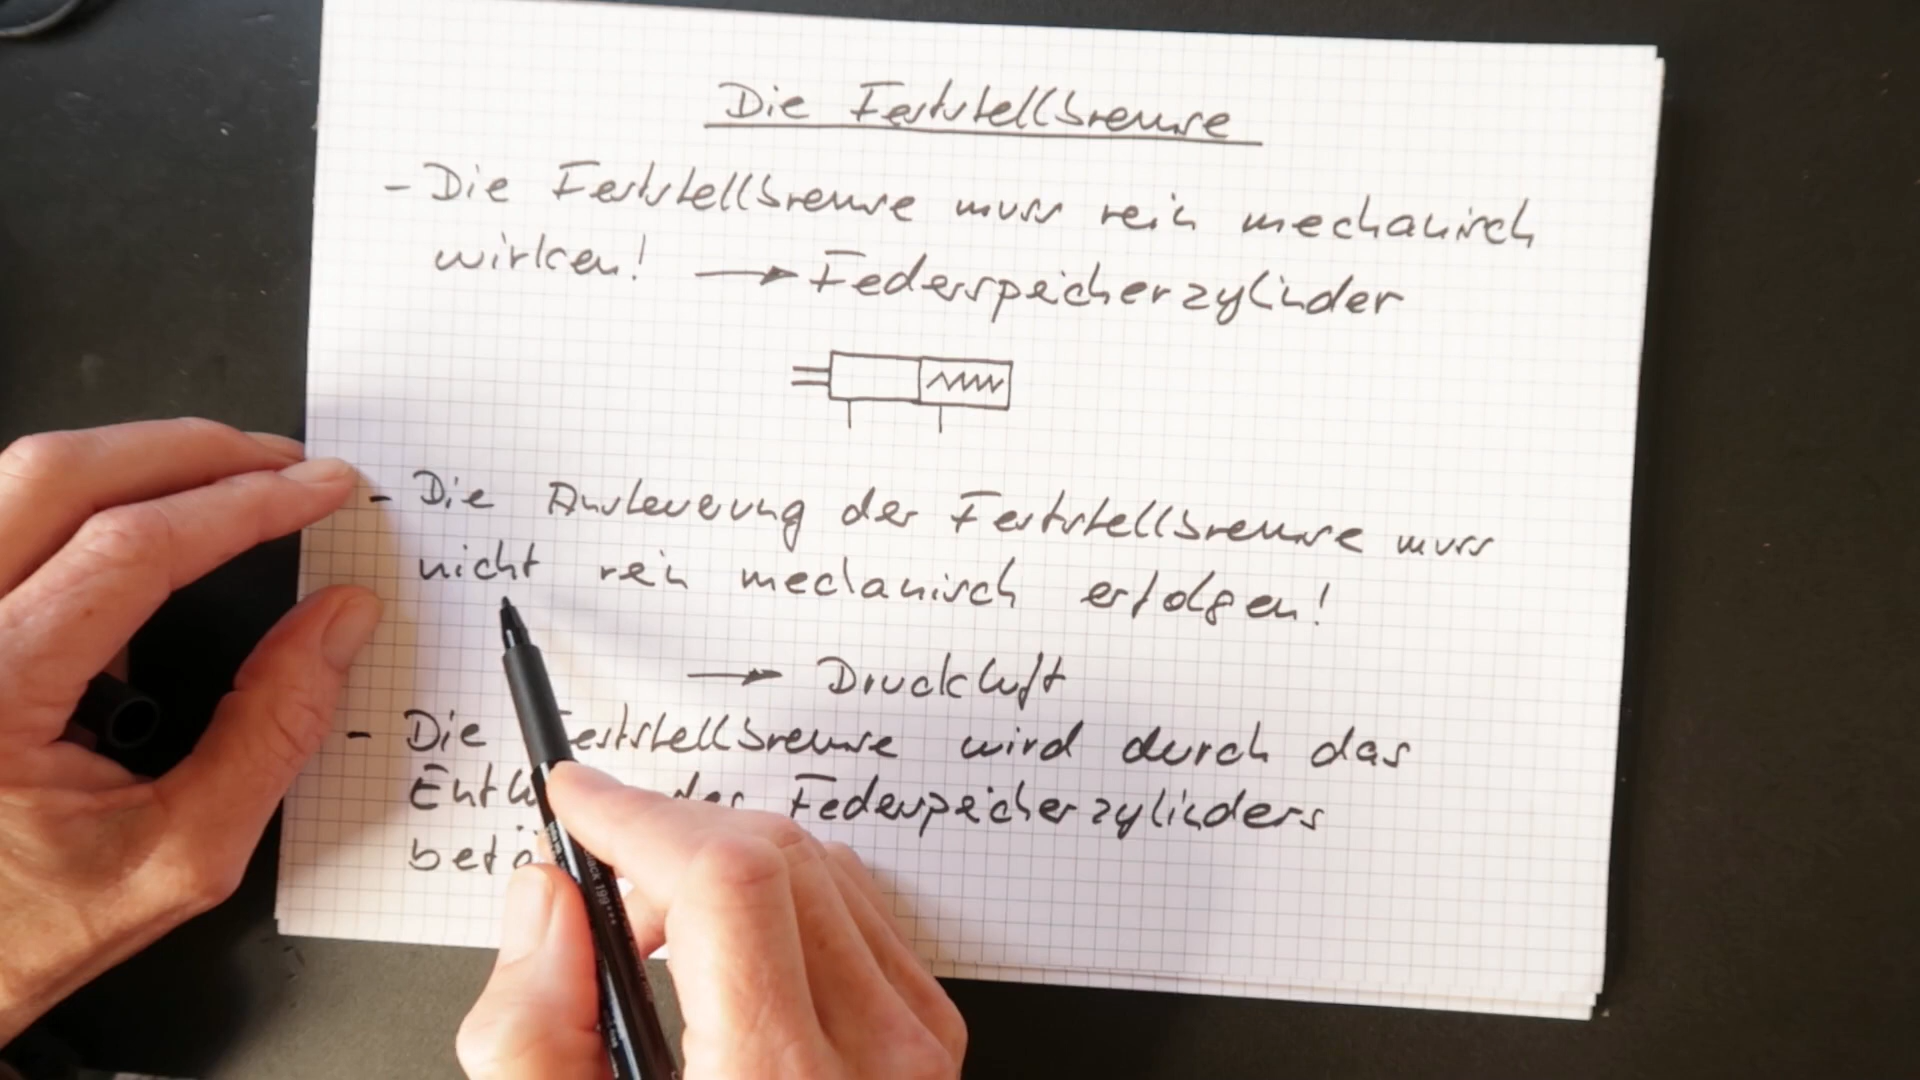 Die Feststellbremse
- Die Feststellbremse muss rein mechanisch
wirken! → Federspeicherzylinder
- Die Ansteuerung der Feststellbremse muss
nicht rein mechanisch erfolgen!
→ Druckluft
- Die Feststellbremse wird durch das
des Federspeicherzylinders